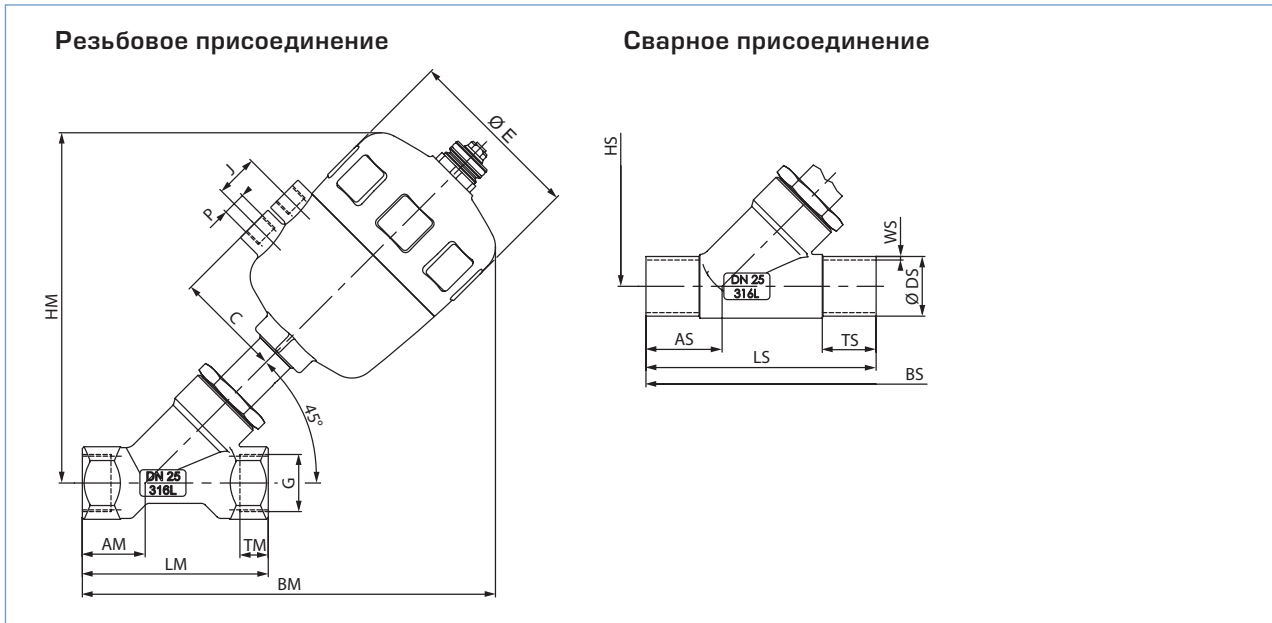 Резьбовое присоединение
Сварное присоединение
Ø E
J
P
C
HM
45°
DN 25
316L
G
AM
TM
LM
BM
HS
WS
Ø DS
DN 25
316L
AS
TS
LS
BS